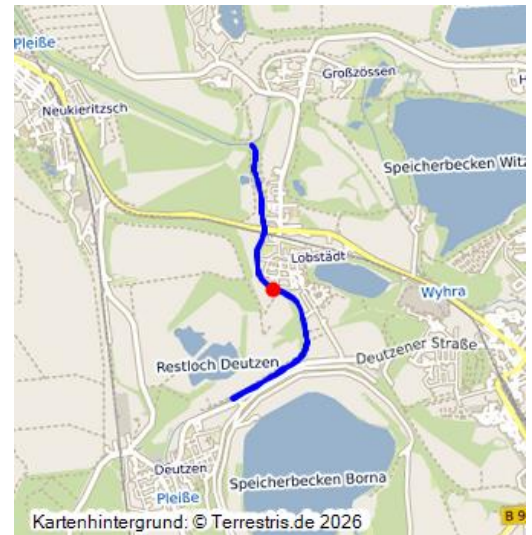 Pleiße
Großzössen
Neukieritzsch
Speicherbecken Witz
Lobstädt
Wyhra
Deutzener Straße
Restloch Deutzen
Deutzen
Speicherbecken Borna
Pleiße
B 9
Kartenhintergrund: © Terrestris.de 2026